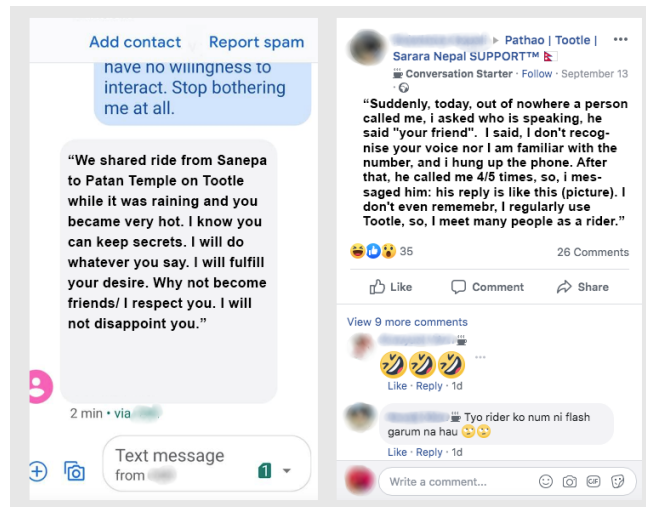 Add contact Report spam
have no wilingness to
interact. Stop bothering
me at all.
“We shared ride from Sanepa
to Patan Temple on Tootle
while it was raining and you
became very hot. I know you
can keep secrets. I will do
whatever you say. I will fulfill
your desire. Why not become
friends/ I respect you. I will
not disappoint you.”
2 min • via
Text message
from
1
Pathao | Tootle |
Sarara Nepal SUPPORT™
Conversation Starter · Follow · September 13
“Suddenly, today, out of nowhere a person
called me, i asked who is speaking, he
said "your friend". I said, I don't recog-
nise your voice nor I am familiar with the
number, and i hung up the phone. After
that, he called me 4/5 times, so, i mes-
saged him: his reply is like this (picture). I
don't even rememebr, I regularly use
Tootle, so, I meet many people as a rider.”
35 26 Comments
Like Comment Share
View 9 more comments
Like · Reply · 1d
Tyo rider ko num ni flash
garum na hau
Like · Reply · 1d
Write a comment...
GIF